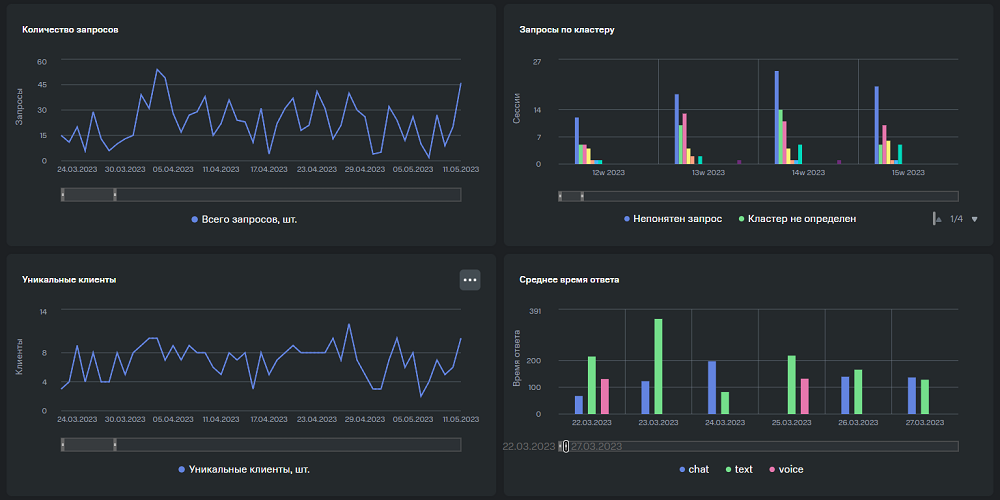 Количество запросов
60
45
30
15
0
Запросы
24.03.2023 30.03.2023 05.04.2023 11.04.2023 17.04.2023 23.04.2023 29.04.2023 05.05.2023 11.05.2023
Всего запросов, шт.
Запросы по кластеру
27
14
7
0
Сессии
12w 2023 13w 2023 14w 2023 15w 2023
Непонятен запрос Кластер не определен 1/4
Уникальные клиенты
14
8
4
0
Клиенты
24.03.2023 30.03.2023 05.04.2023 11.04.2023 17.04.2023 23.04.2023 29.04.2023 05.05.2023 11.05.2023
Уникальные клиенты, шт.
Среднее время ответа
391
200
100
0
Время ответа
22.03.2023 23.03.2023 24.03.2023 25.03.2023 26.03.2023 27.03.2023
22.03.2023 27.03.2023
chat text voice